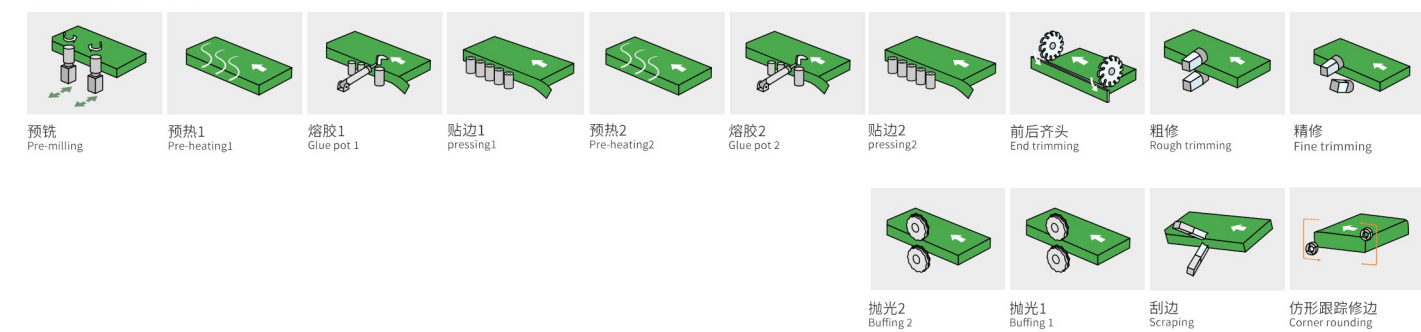 预铣
Pre-milling
预热1
Pre-heating1
熔胶1
Glue pot 1
贴边1
pressing1
预热2
Pre-heating2
熔胶2
Glue pot 2
贴边2
pressing2
前后齐头
End trimming
粗修
Rough trimming
精修
Fine trimming
抛光2
Buffing 2
抛光1
Buffing 1
刮边
Scraping
仿形跟踪修边
Corner rounding